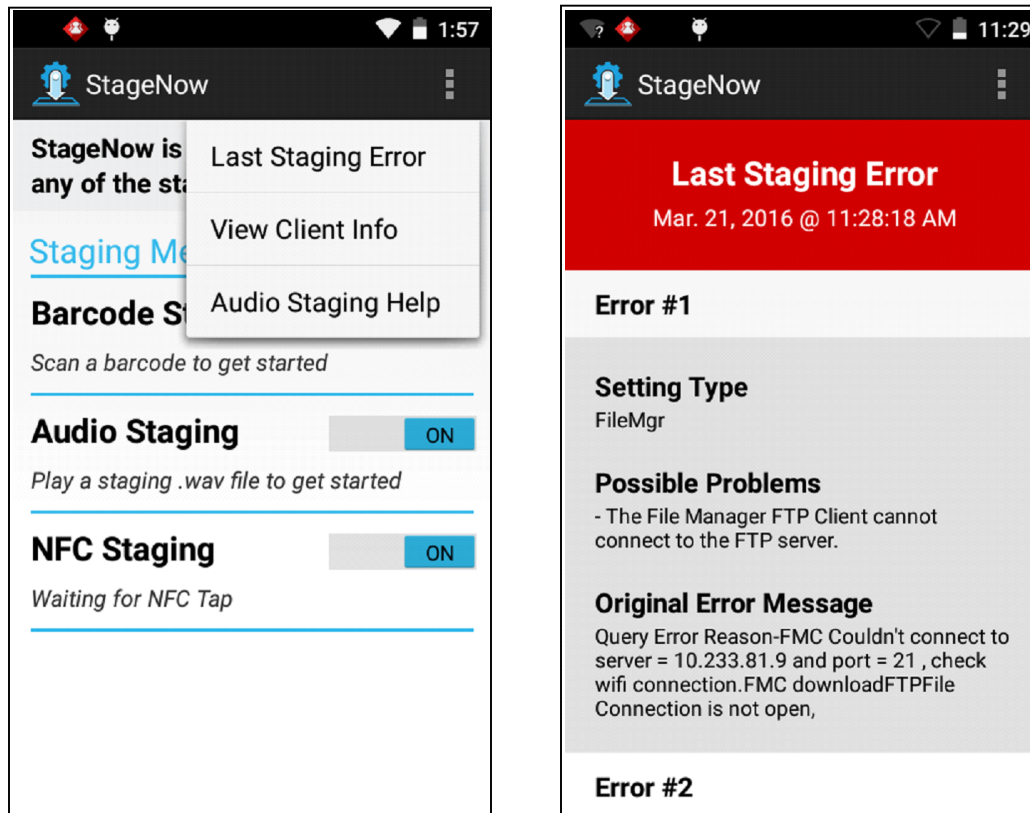 1:57
StageNow
StageNow is
any of the sta
Last Staging Error
View Client Info
Audio Staging Help
Staging Me
Barcode St
Scan a barcode to get started
Audio Staging
ON
Play a staging .wav file to get started
NFC Staging
ON
Waiting for NFC Tap
?
11:29
StageNow
Last Staging Error
Mar. 21, 2016 @ 11:28:18 AM
Error #1
Setting Type
FileMgr
Possible Problems
- The File Manager FTP Client cannot
connect to the FTP server.
Original Error Message
Query Error Reason-FMC Couldn't connect to
server = 10.233.81.9 and port = 21 , check
wifi connection.FMC downloadFTPFile
Connection is not open,
Error #2